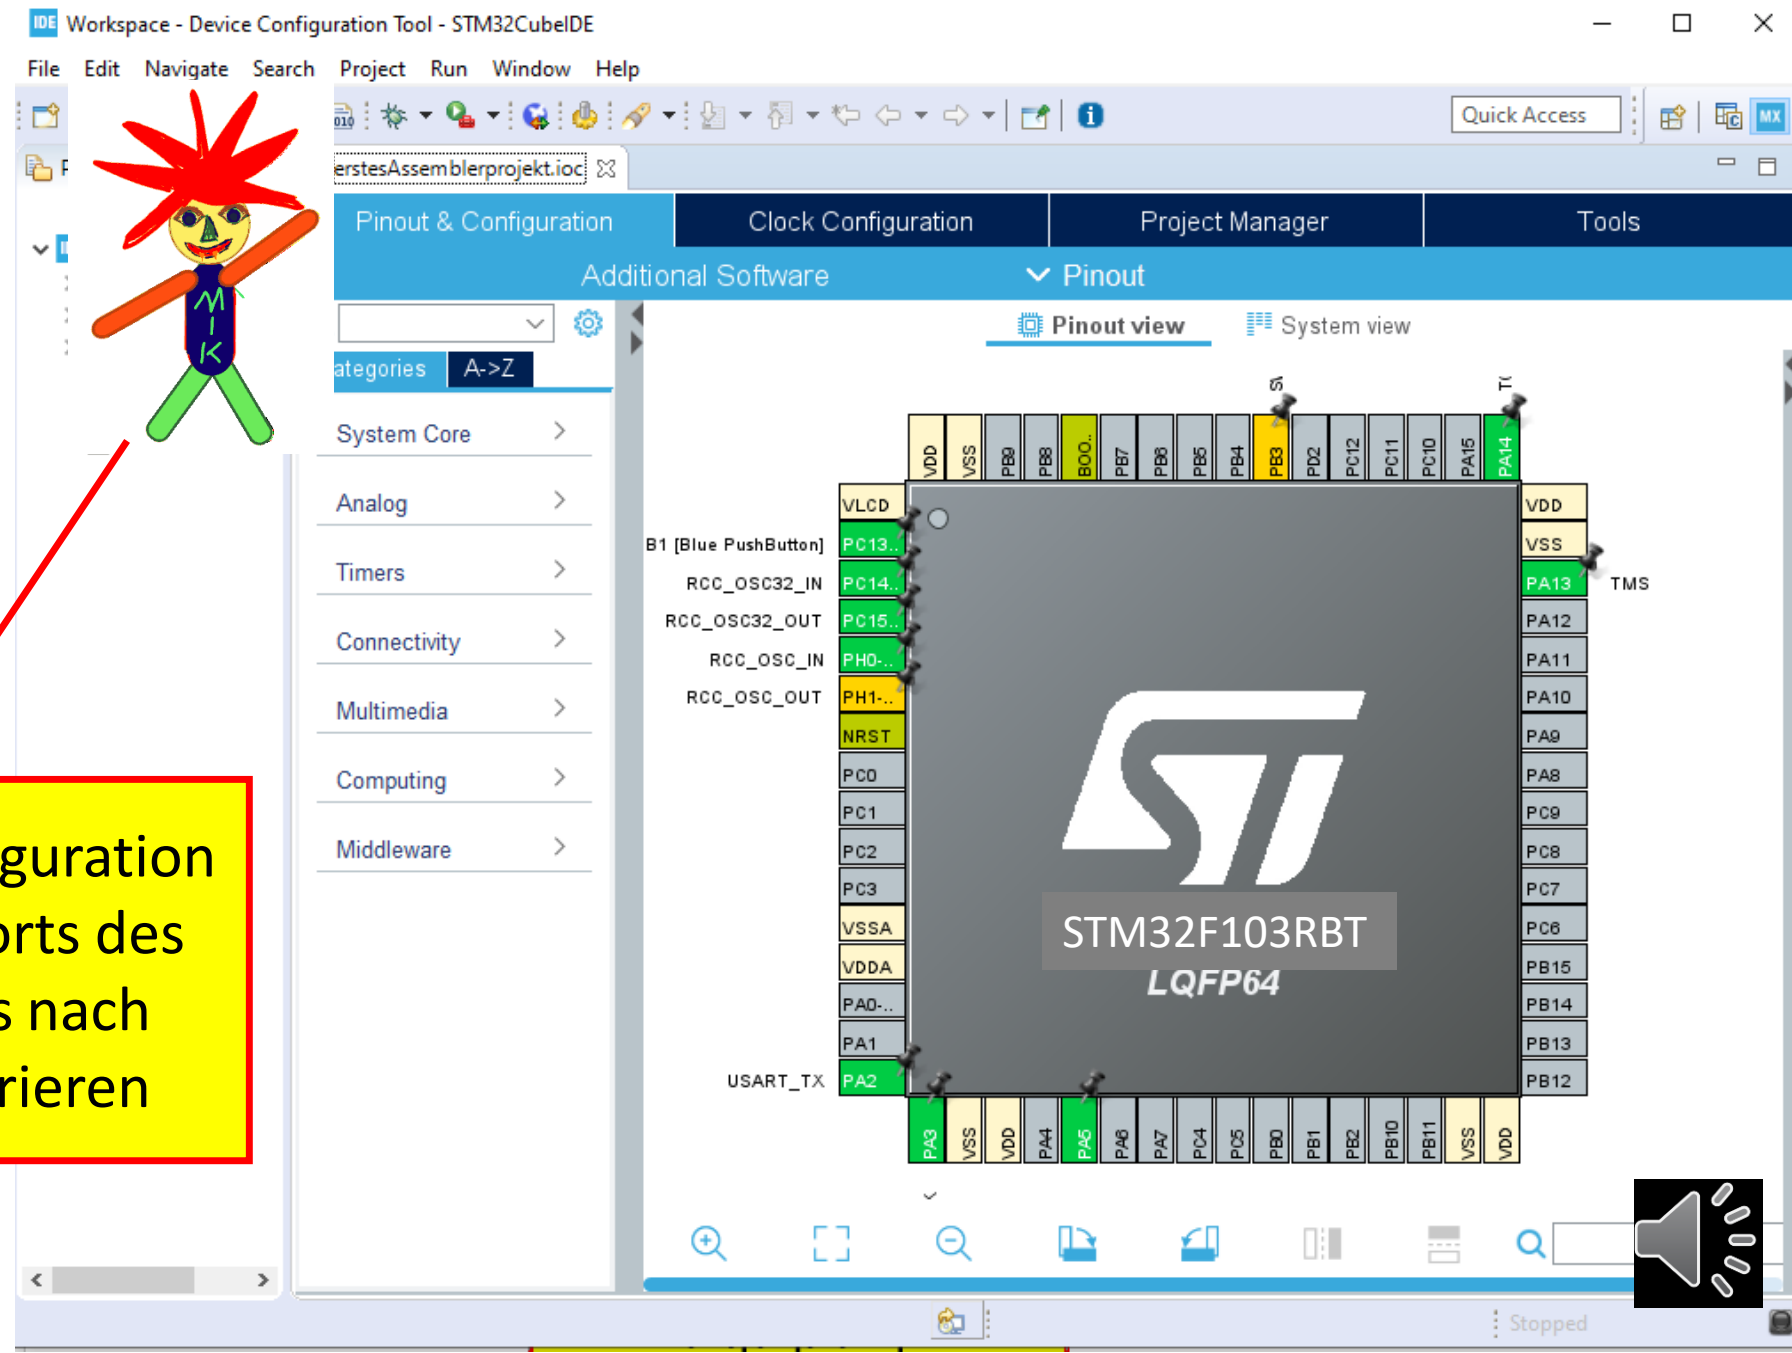 IDE Workspace - Device Configuration Tool - STM32CubeIDE
File Edit Navigate Search Project Run Window Help
Quick Access
MX
erstesAssemblerprojekt.ioc
Pinout & Configuration
Clock Configuration
Project Manager
Tools
Additional Software
Pinout
Pinout view
System view
ategories
A->Z
System Core
Analog
Timers
Connectivity
Multimedia
Computing
Middleware
MIK
guration
orts des
s nach
rieren
VDD
VSS
PB9
PB8
BOO..
PB7
PB6
PB5
PB4
PB3
PD2
PC12
PC11
PC10
PA15
PA14
VLCD
B1 [Blue PushButton] PC13..
RCC_OSC32_IN PC14..
RCC_OSC32_OUT PC15..
RCC_OSC_IN PH0-..
RCC_OSC_OUT PH1-..
NRST
PC0
PC1
PC2
PC3
VSSA
VDDA
PA0-..
PA1
USART_TX PA2
STM32F103RBT
LQFP64
VDD
VSS
PA13 TMS
PA12
PA11
PA10
PA9
PA8
PC9
PC8
PC7
PC6
PB15
PB14
PB13
PB12
PA3
VSS
VDD
PA4
PA5
PA6
PA7
PC4
PC5
PB0
PB1
PB2
PB10
PB11
VSS
VDD
Stopped